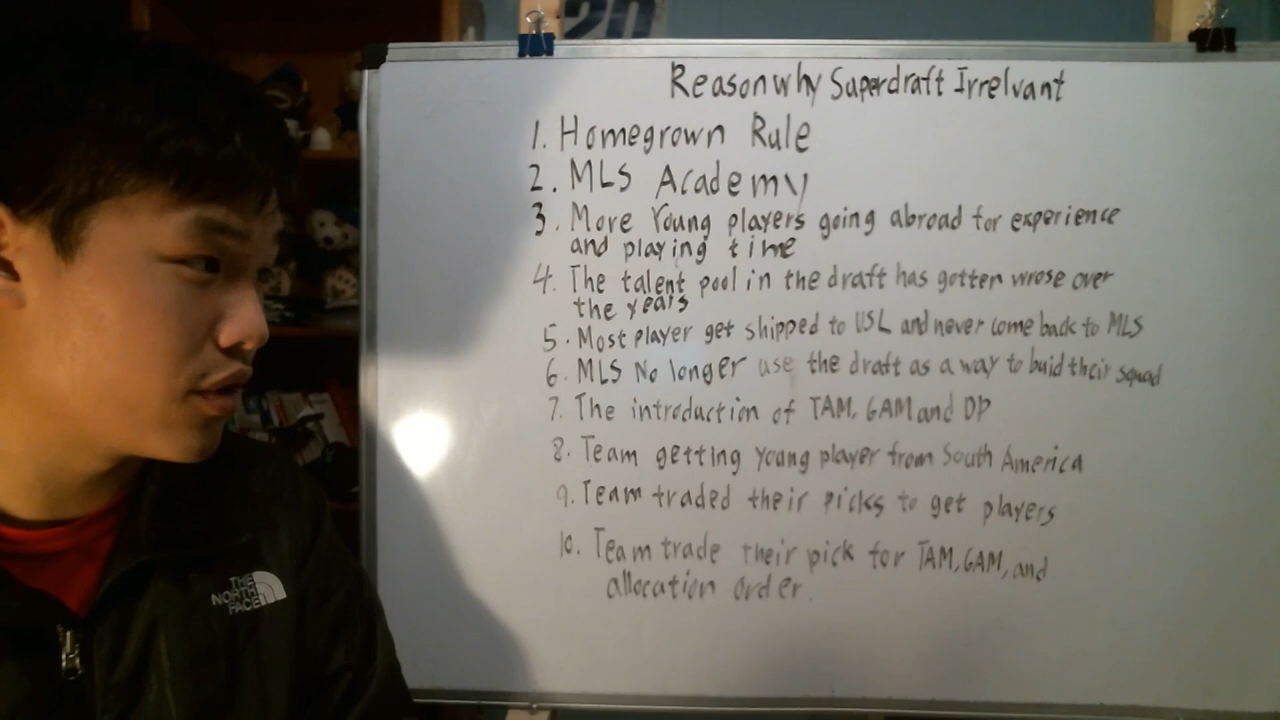 20
Reason why Superdraft Irrelvant
1. Homegrown Rule
2. MLS Academy
3. More Young players going abroad for experience
and playing time
4. The talent pool in the draft has gotten wrose over
the years
5. Most player get shipped to USL and never come back to MLS
6. MLS No longer use the draft as a way to buid their squad
7. The introduction of TAM, GAM and DP
8. Team getting young player from South America
9. Team traded their picks to get players
10. Team trade their pick for TAM, GAM, and
allocation order.
THE
NORTH
FACE